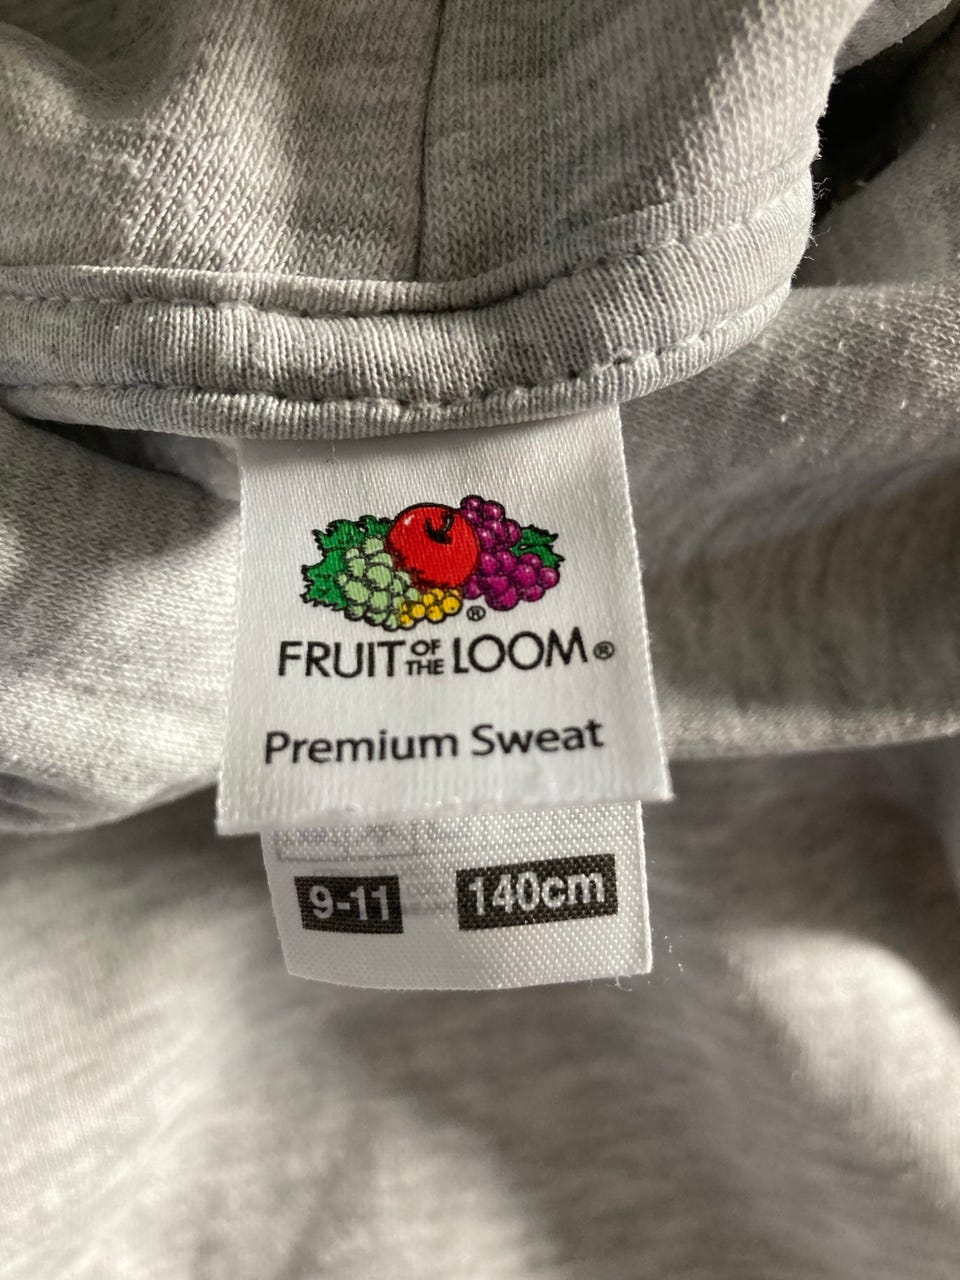 ®
FRUIT OF THE LOOM®
Premium Sweat
9-11 140cm